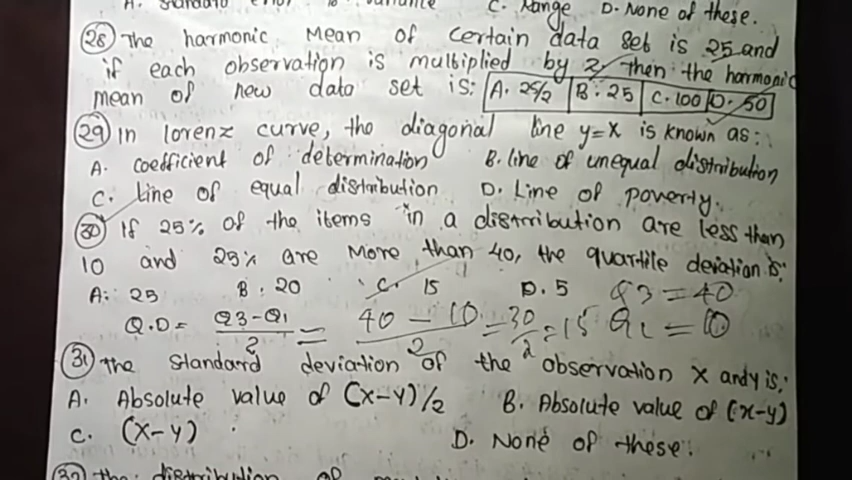 A. Standard error C. Range D. None of these.
28 The harmonic Mean of certain data set is 25 and
if each observation is multiplied by 2, then the harmonic
mean of new data set is: A. 25/2 B. 25 C. 100 D. 50
29 In lorenz curve, tho diagonal line y=x is known as:
A. coefficient of determination B. line of unequal distribution
C. Line of equal distribution D. Line of poverty.
30 If 25% of the items in a distribution are less than
10 and 25% are More than 40, the quartile deviation is:
A: 25 B. 20 C. 15 D. 5 Q3 = 40
Q.D = Q3-Q1/2 = 40-10/2 = 30/2 = 15 Q1 = 10
31 The standard deviation of the observation X and y is:
A. Absolute value of (X-Y)/2 B. Absolute value of (x-y)
C. (X-Y) D. None of these.
32 the distribution of